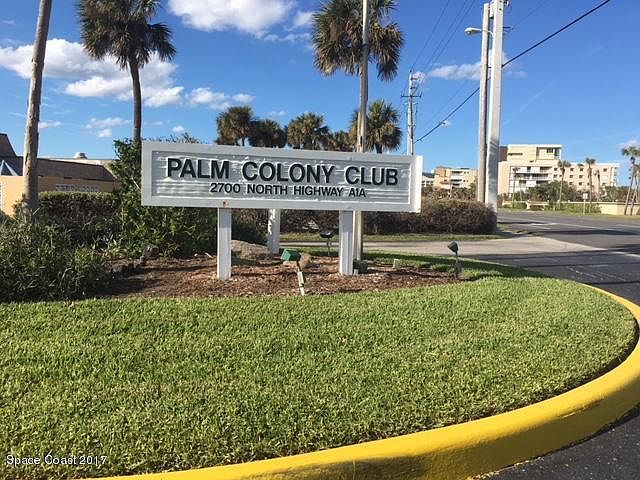 PALM COLONY CLUB
2700 NORTH HIGHWAY A1A
Space Coast 2017